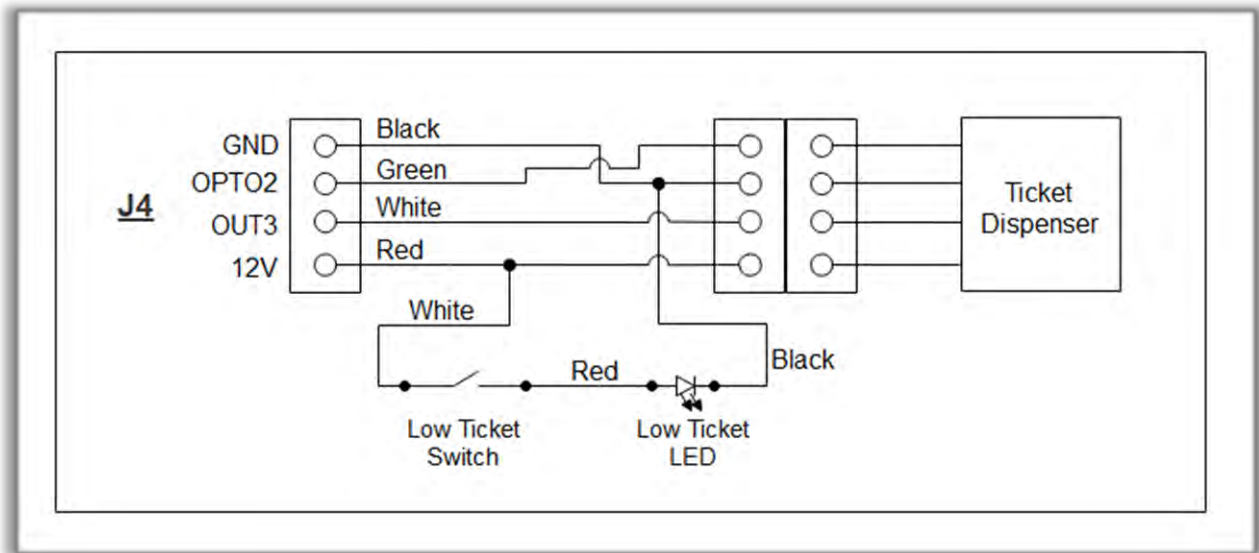 GND
Black
OPTO2
Green
J4
OUT3
White
12V
Red
Ticket
Dispenser
White
Red
Black
Low Ticket
Switch
Low Ticket
LED